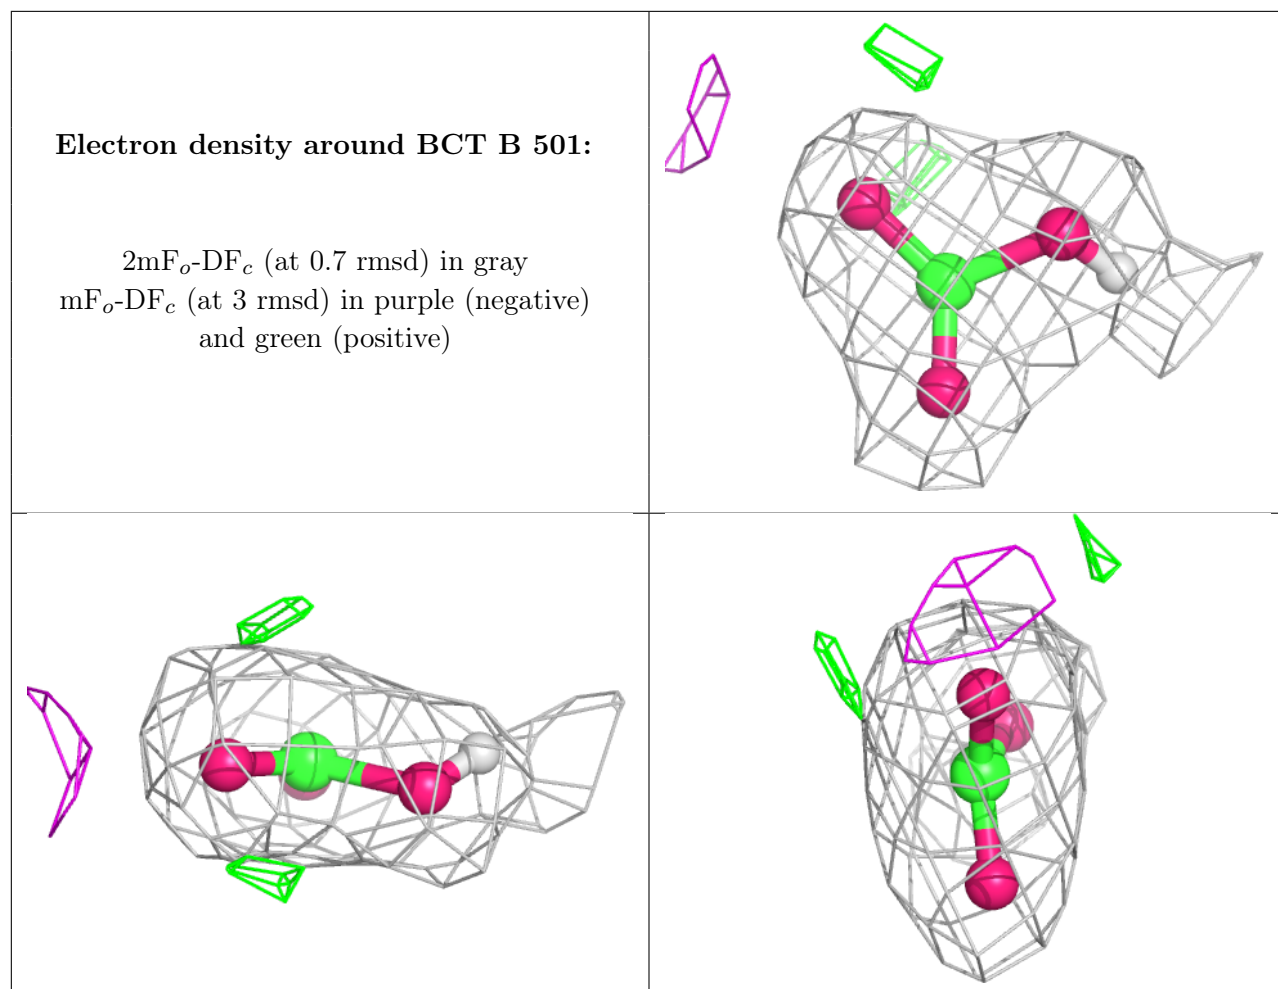 Electron density around BCT B 501:
2mFₒ-DF𝒸 (at 0.7 rmsd) in gray
mFₒ-DF𝒸 (at 3 rmsd) in purple (negative)
and green (positive)